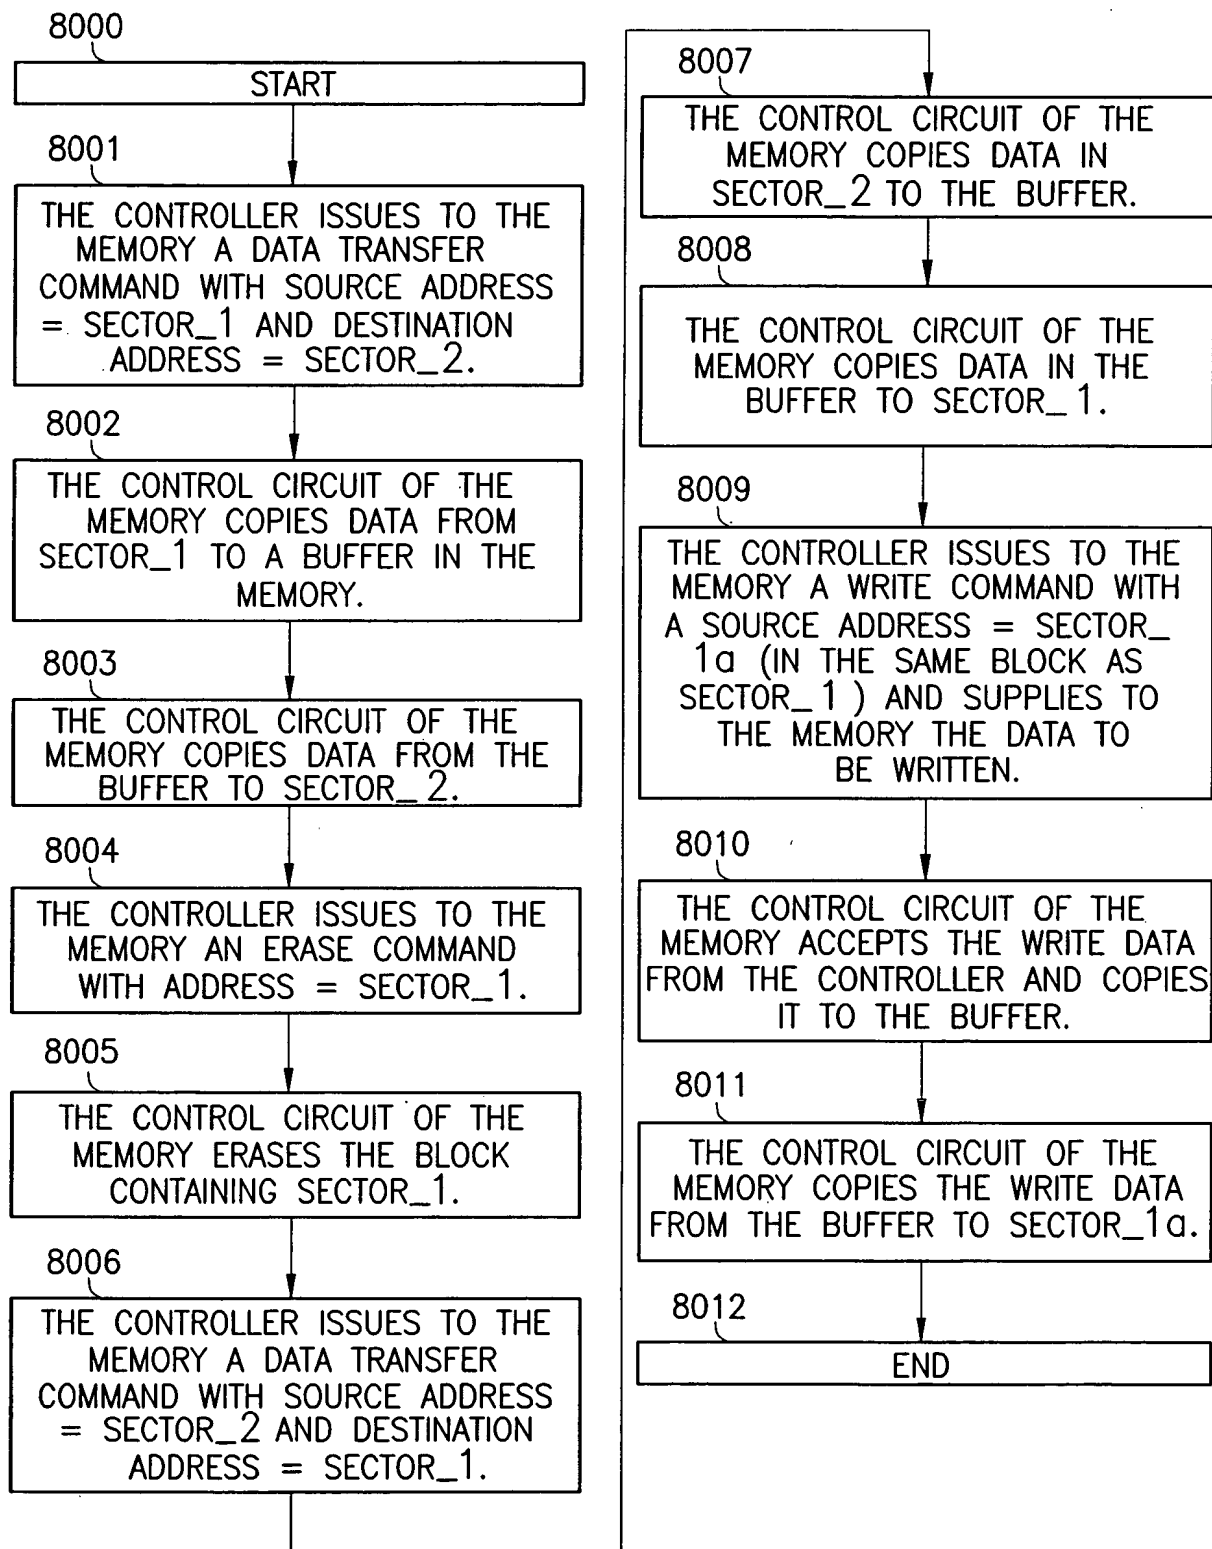 8000
START
8001
THE CONTROLLER ISSUES TO THE
MEMORY A DATA TRANSFER
COMMAND WITH SOURCE ADDRESS
= SECTOR_1 AND DESTINATION
ADDRESS = SECTOR_2.
8002
THE CONTROL CIRCUIT OF THE
MEMORY COPIES DATA FROM
SECTOR_1 TO A BUFFER IN THE
MEMORY.
8003
THE CONTROL CIRCUIT OF THE
MEMORY COPIES DATA FROM THE
BUFFER TO SECTOR_2.
8004
THE CONTROLLER ISSUES TO THE
MEMORY AN ERASE COMMAND
WITH ADDRESS = SECTOR_1.
8005
THE CONTROL CIRCUIT OF THE
MEMORY ERASES THE BLOCK
CONTAINING SECTOR_1.
8006
THE CONTROLLER ISSUES TO THE
MEMORY A DATA TRANSFER
COMMAND WITH SOURCE ADDRESS
= SECTOR_2 AND DESTINATION
ADDRESS = SECTOR_1.
8007
THE CONTROL CIRCUIT OF THE
MEMORY COPIES DATA IN
SECTOR_2 TO THE BUFFER.
8008
THE CONTROL CIRCUIT OF THE
MEMORY COPIES DATA IN THE
BUFFER TO SECTOR_1.
8009
THE CONTROLLER ISSUES TO THE
MEMORY A WRITE COMMAND WITH
A SOURCE ADDRESS = SECTOR_
1a (IN THE SAME BLOCK AS
SECTOR_1 ) AND SUPPLIES TO
THE MEMORY THE DATA TO
BE WRITTEN.
8010
THE CONTROL CIRCUIT OF THE
MEMORY ACCEPTS THE WRITE DATA
FROM THE CONTROLLER AND COPIES
IT TO THE BUFFER.
8011
THE CONTROL CIRCUIT OF THE
MEMORY COPIES THE WRITE DATA
FROM THE BUFFER TO SECTOR_1a.
8012
END